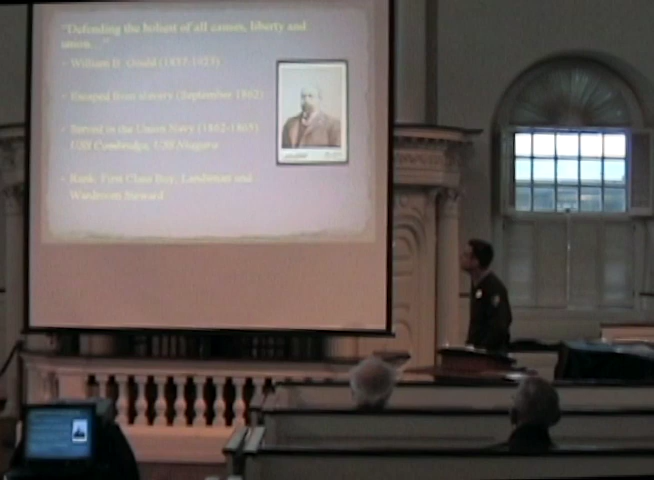 "Defending the holiest of all causes, liberty and
union..."
William B. Gould (1837-1923)
Escaped from slavery (September 1862)
Served in the Union Navy (1862-1865)
USS Cambridge, USS Niagara
Rank: First Class Boy, Landsman and
Wardroom Steward